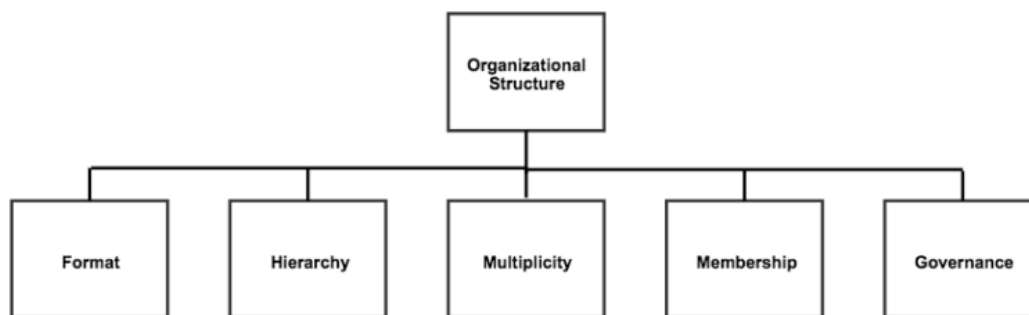 Organizational
Structure
Format
Hierarchy
Multiplicity
Membership
Governance